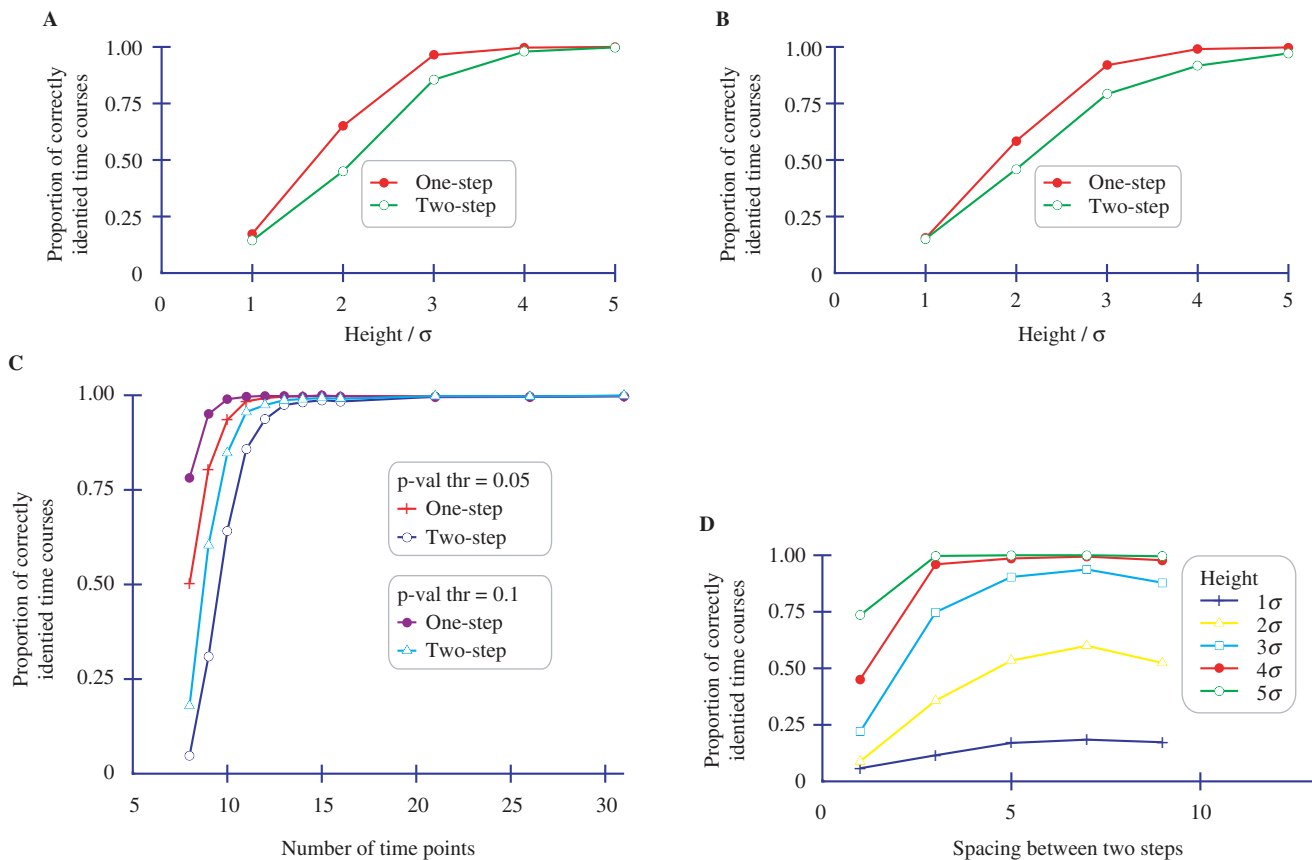 A
1.00
0.75
0.50
0.25
0
Proportion of correctly
identied time courses
One-step
Two-step
0 1 2 3 4 5
Height / σ
B
1.00
0.75
0.50
0.25
0
Proportion of correctly
identied time courses
One-step
Two-step
0 1 2 3 4 5
Height / σ
C
1.00
0.75
0.50
0.25
0
Proportion of correctly
identied time courses
p-val thr = 0.05
One-step
Two-step
p-val thr = 0.1
One-step
Two-step
5 10 15 20 25 30
Number of time points
D
1.00
0.75
0.50
0.25
0
Proportion of correctly
identied time courses
Height
1σ
2σ
3σ
4σ
5σ
0 5 10
Spacing between two steps